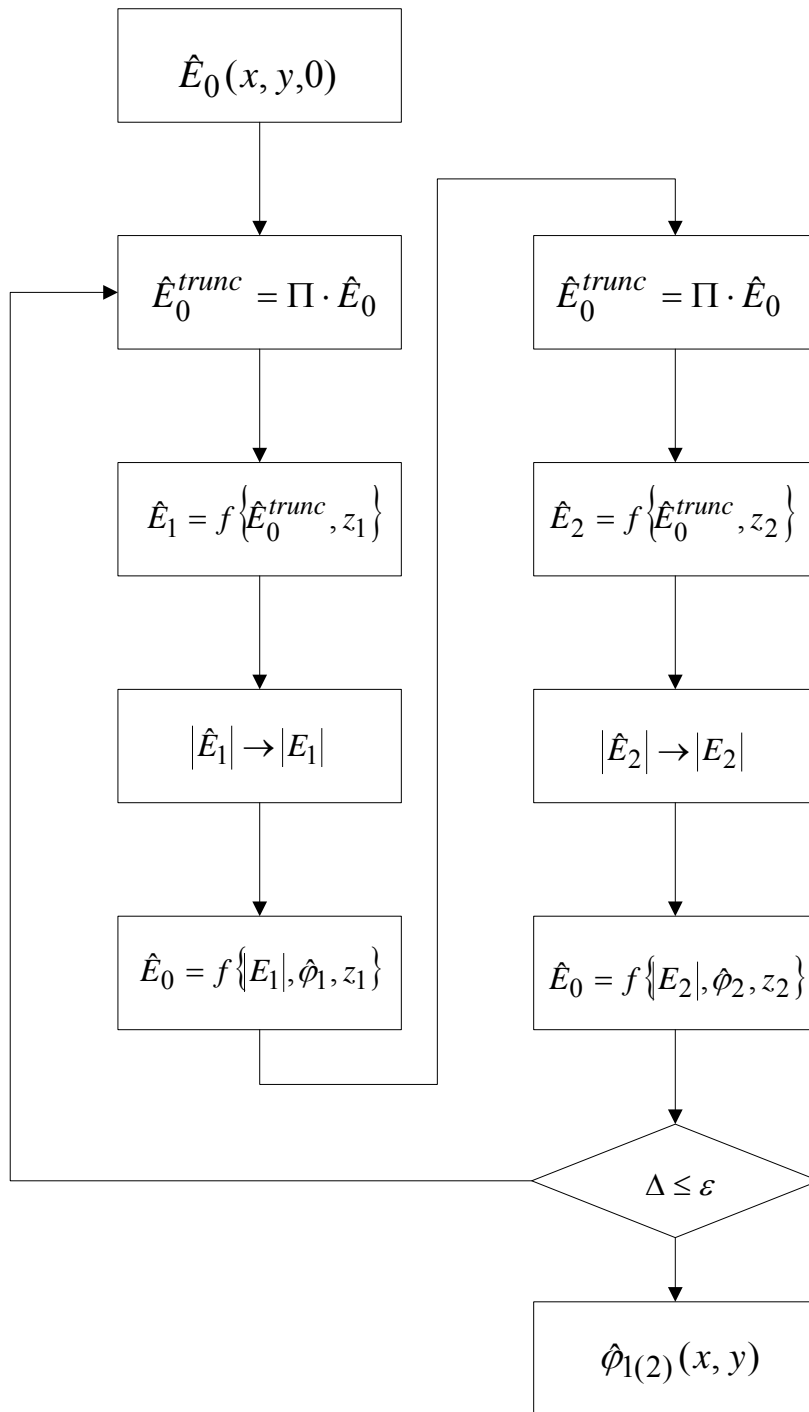 Ê₀(x, y,0)
Ê₀^trunc = Π · Ê₀
Ê₁ = f{Ê₀^trunc, z₁}
|Ê₁| → |E₁|
Ê₀ = f{|E₁|, φ̂₁, z₁}
Ê₀^trunc = Π · Ê₀
Ê₂ = f{Ê₀^trunc, z₂}
|Ê₂| → |E₂|
Ê₀ = f{|E₂|, φ̂₂, z₂}
Δ ≤ ε
φ̂₁₍₂₎(x, y)